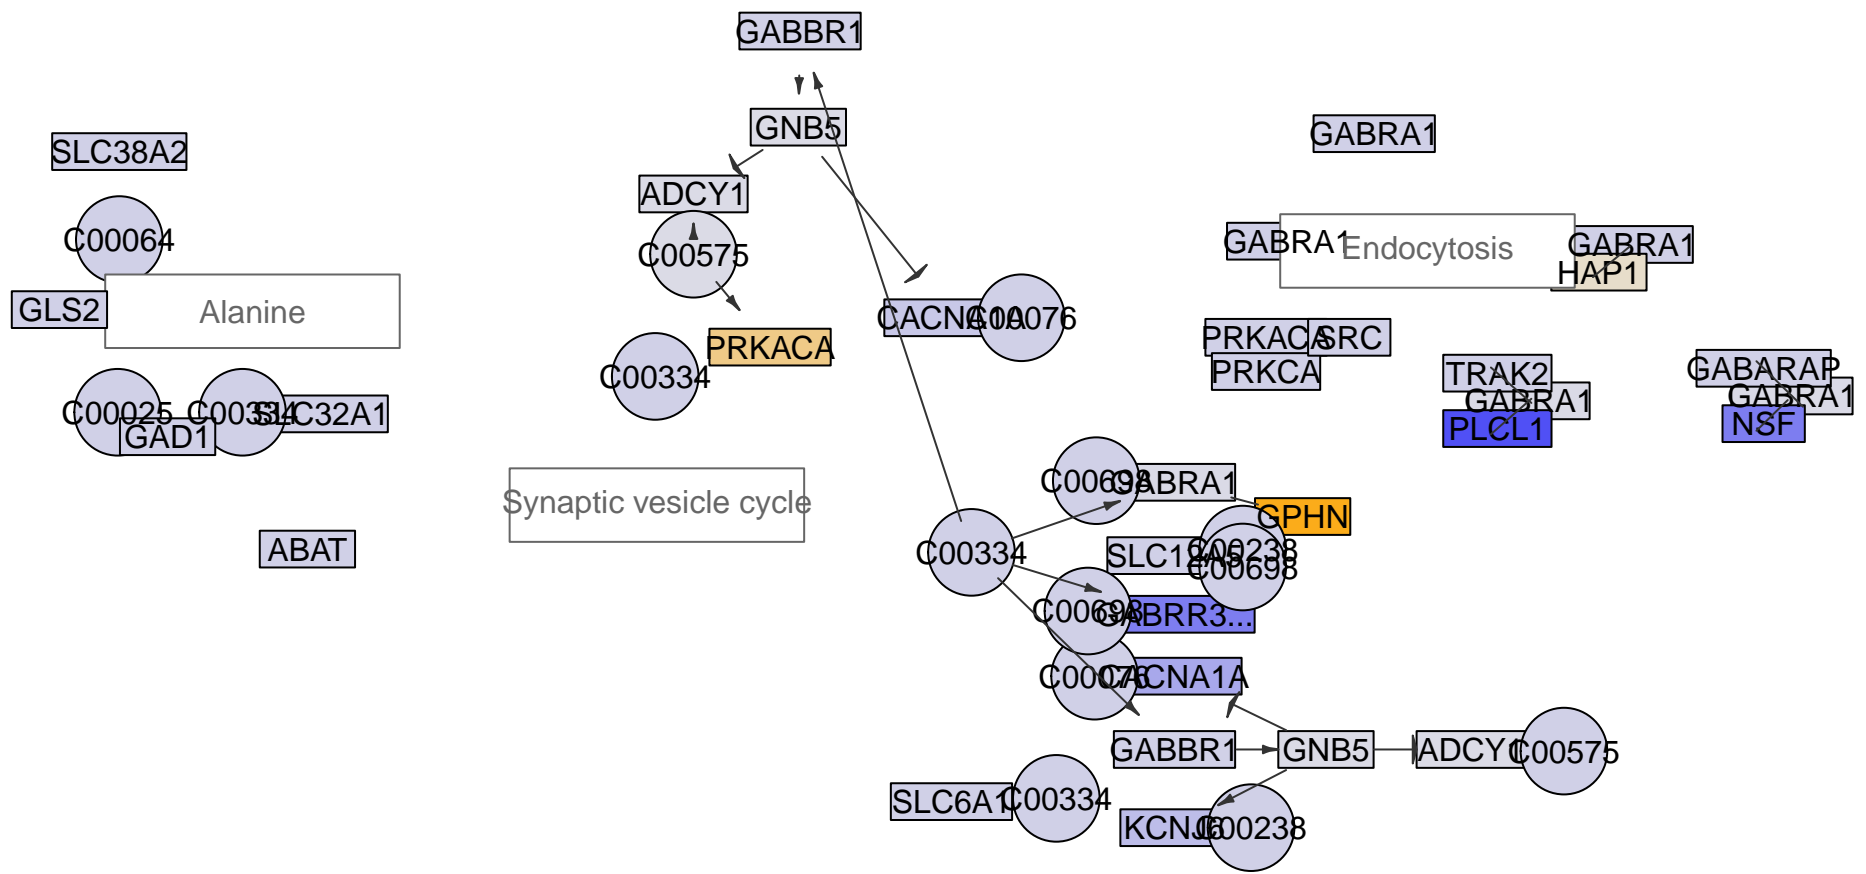 GABBR1
GNB5
GABRA1
SLC38A2
ADCY1
C00064
C00575
GABRA1
Endocytosis
GABRA1
HAP1
GLS2
Alanine
CACNA1A
C00076
PRKACA
C00334
PRKACA
SRC
PRKCA
TRAK2
GABRA1
PLCL1
GABARAP
GABRA1
NSF
C00025
C00334
SLC32A1
GAD1
C00698
GABRA1
Synaptic vesicle cycle
GPHN
ABAT
C00334
SLC12A5
C00238
C00698
C00698
GABRR3...
C00076
CACNA1A
GABBR1
GNB5
ADCY1
C00575
SLC6A1
C00334
KCNJ6
C00238